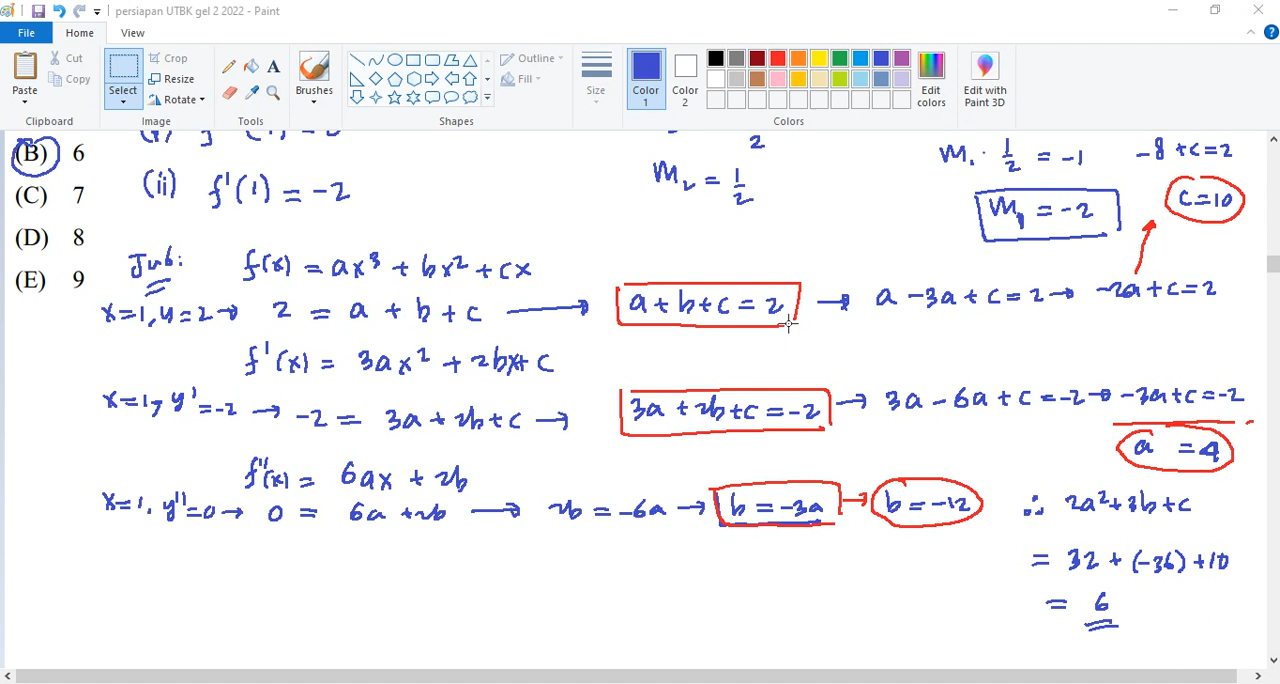 persiapan UTBK gel 2 2022 - Paint
File Home View
Paste
Cut
Copy
Clipboard
Select
Crop
Resize
Rotate
Image
A
Tools
Brushes
Outline
Fill
Shapes
Size
Color 1
Color 2
Edit colors
Colors
Edit with Paint 3D
(B) 6
(C) 7
(D) 8
(E) 9
(ii) f'(1) = -2
2
m₂ = 1/2
m₁ . 1/2 = -1
m₁ = -2
-8 + c = 2
c = 10
Jwb:
f(x) = ax³ + bx² + cx
x=1, y=2 → 2 = a + b + c → a + b + c = 2 → a - 3a + c = 2 → -2a + c = 2
f'(x) = 3ax² + 2bx + c
x=1, y'=-2 → -2 = 3a + 2b + c → 3a + 2b + c = -2 → 3a - 6a + c = -2 → -3a + c = -2
a = 4
f''(x) = 6ax + 2b
x=1, y''=0 → 0 = 6a + 2b → 2b = -6a → b = -3a → b = -12
∴ 2a² + 3b + c
= 32 + (-36) + 10
= 6